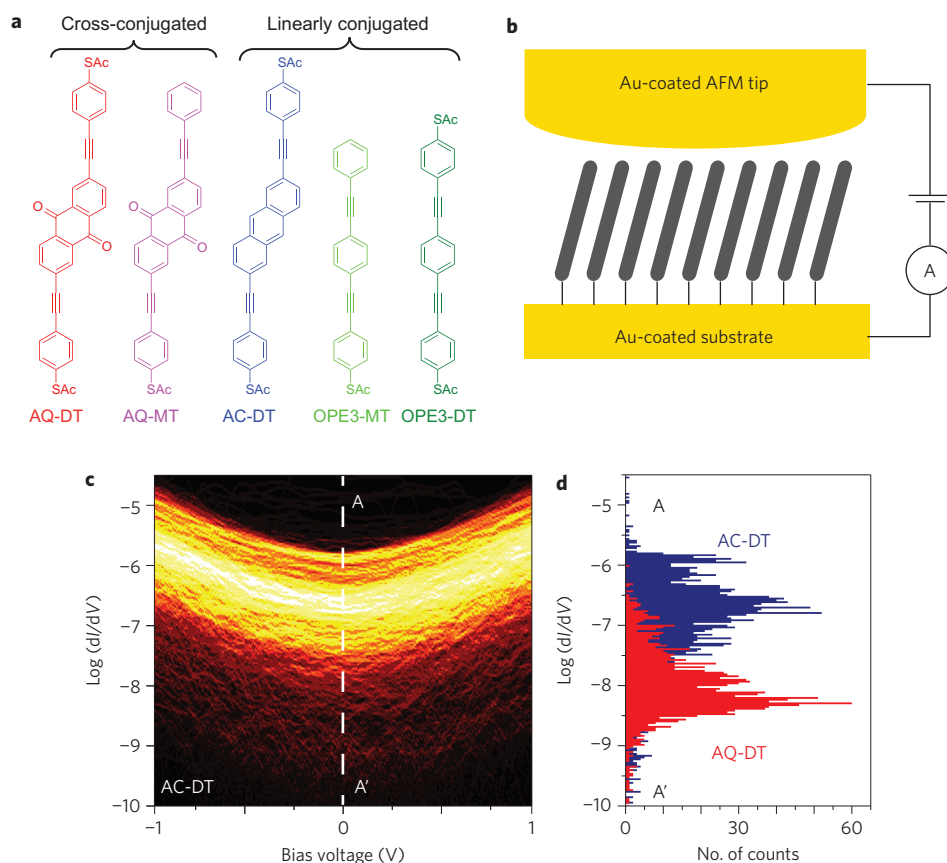 a
Cross-conjugated
Linearly conjugated
SAc
SAc
SAc
O
O
O
O
SAc
SAc
SAc
SAc
SAc
AQ-DT
AQ-MT
AC-DT
OPE3-MT
OPE3-DT
b
Au-coated AFM tip
A
Au-coated substrate
c
A
Log (dI/dV)
−5
−6
−7
−8
−9
−10
AC-DT
A′
−1
0
1
Bias voltage (V)
d
A
AC-DT
Log (dI/dV)
−5
−6
−7
−8
−9
−10
AQ-DT
A′
0
30
60
No. of counts